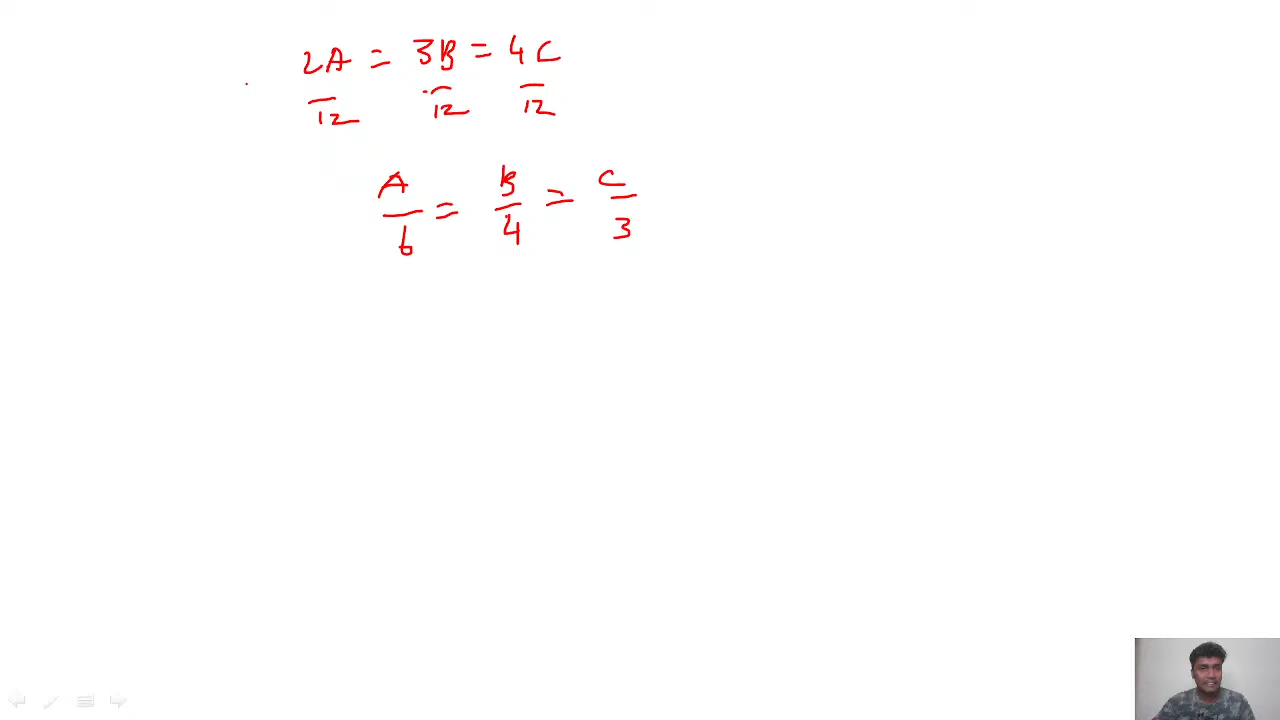 2A = 3B = 4C
12 12 12
A = B = C
6 4 3